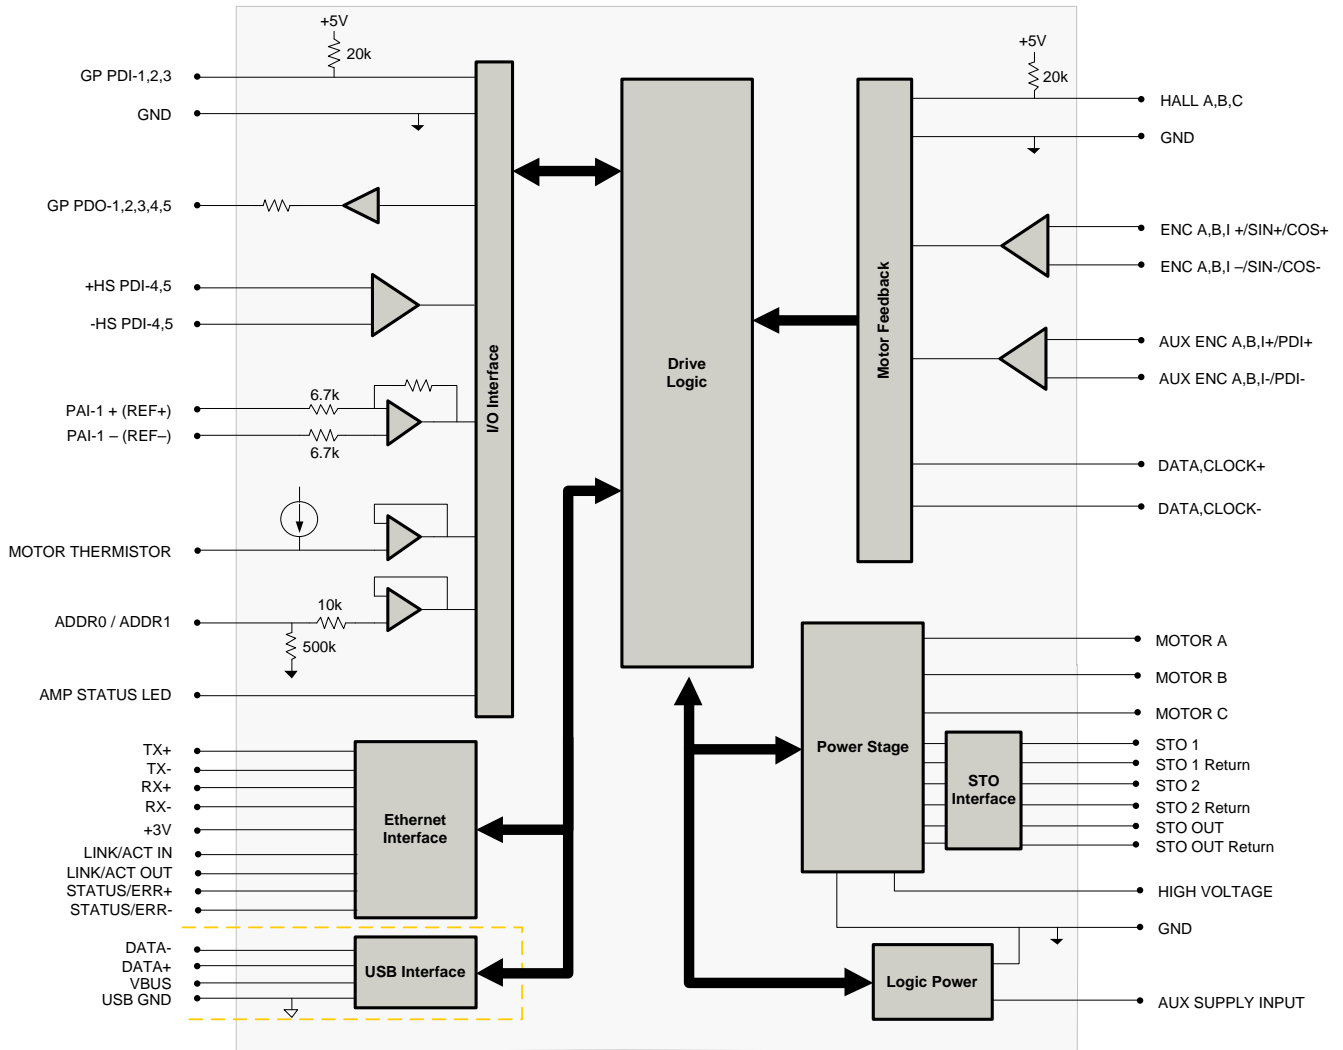 +5V
20k
GP PDI-1,2,3
GND
GP PDO-1,2,3,4,5
+HS PDI-4,5
-HS PDI-4,5
6.7k
PAI-1 + (REF+)
PAI-1 – (REF–)
6.7k
MOTOR THERMISTOR
10k
ADDR0 / ADDR1
500k
AMP STATUS LED
I/O Interface
TX+
TX-
RX+
RX-
+3V
LINK/ACT IN
LINK/ACT OUT
STATUS/ERR+
STATUS/ERR-
Ethernet
Interface
DATA-
DATA+
VBUS
USB GND
USB Interface
Drive
Logic
Motor Feedback
+5V
20k
HALL A,B,C
GND
ENC A,B,I +/SIN+/COS+
ENC A,B,I –/SIN-/COS-
AUX ENC A,B,I+/PDI+
AUX ENC A,B,I-/PDI-
DATA,CLOCK+
DATA,CLOCK-
Power Stage
MOTOR A
MOTOR B
MOTOR C
STO
Interface
STO 1
STO 1 Return
STO 2
STO 2 Return
STO OUT
STO OUT Return
HIGH VOLTAGE
GND
Logic Power
AUX SUPPLY INPUT